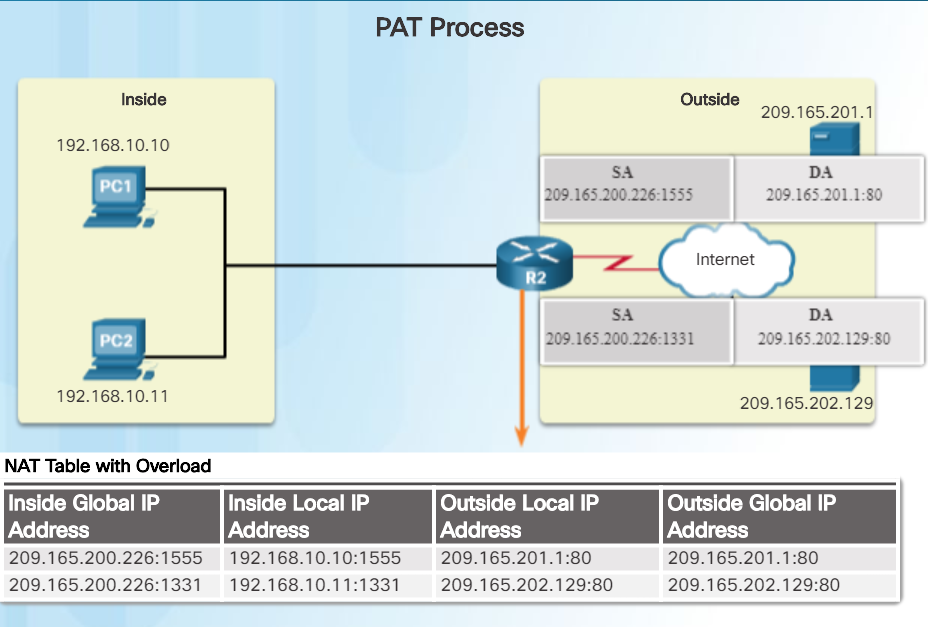 PAT Process
Inside
Outside
209.165.201.1
192.168.10.10
PC1
SA DA
209.165.200.226:1555 209.165.201.1:80
Internet
R2
SA DA
209.165.200.226:1331 209.165.202.129:80
PC2
192.168.10.11
209.165.202.129
NAT Table with Overload
Inside Global IP Address Inside Local IP Address Outside Local IP Address Outside Global IP Address
209.165.200.226:1555 192.168.10.10:1555 209.165.201.1:80 209.165.201.1:80
209.165.200.226:1331 192.168.10.11:1331 209.165.202.129:80 209.165.202.129:80